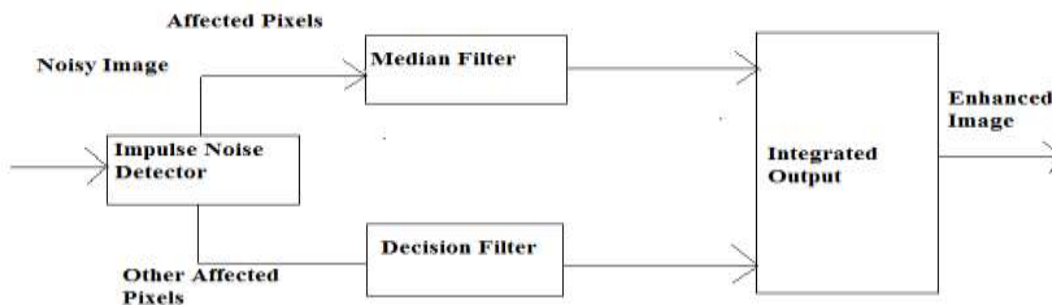 Affected Pixels
Noisy Image
Median Filter
Impulse Noise
Detector
Enhanced
Image
Integrated
Output
Decision Filter
Other Affected
Pixels